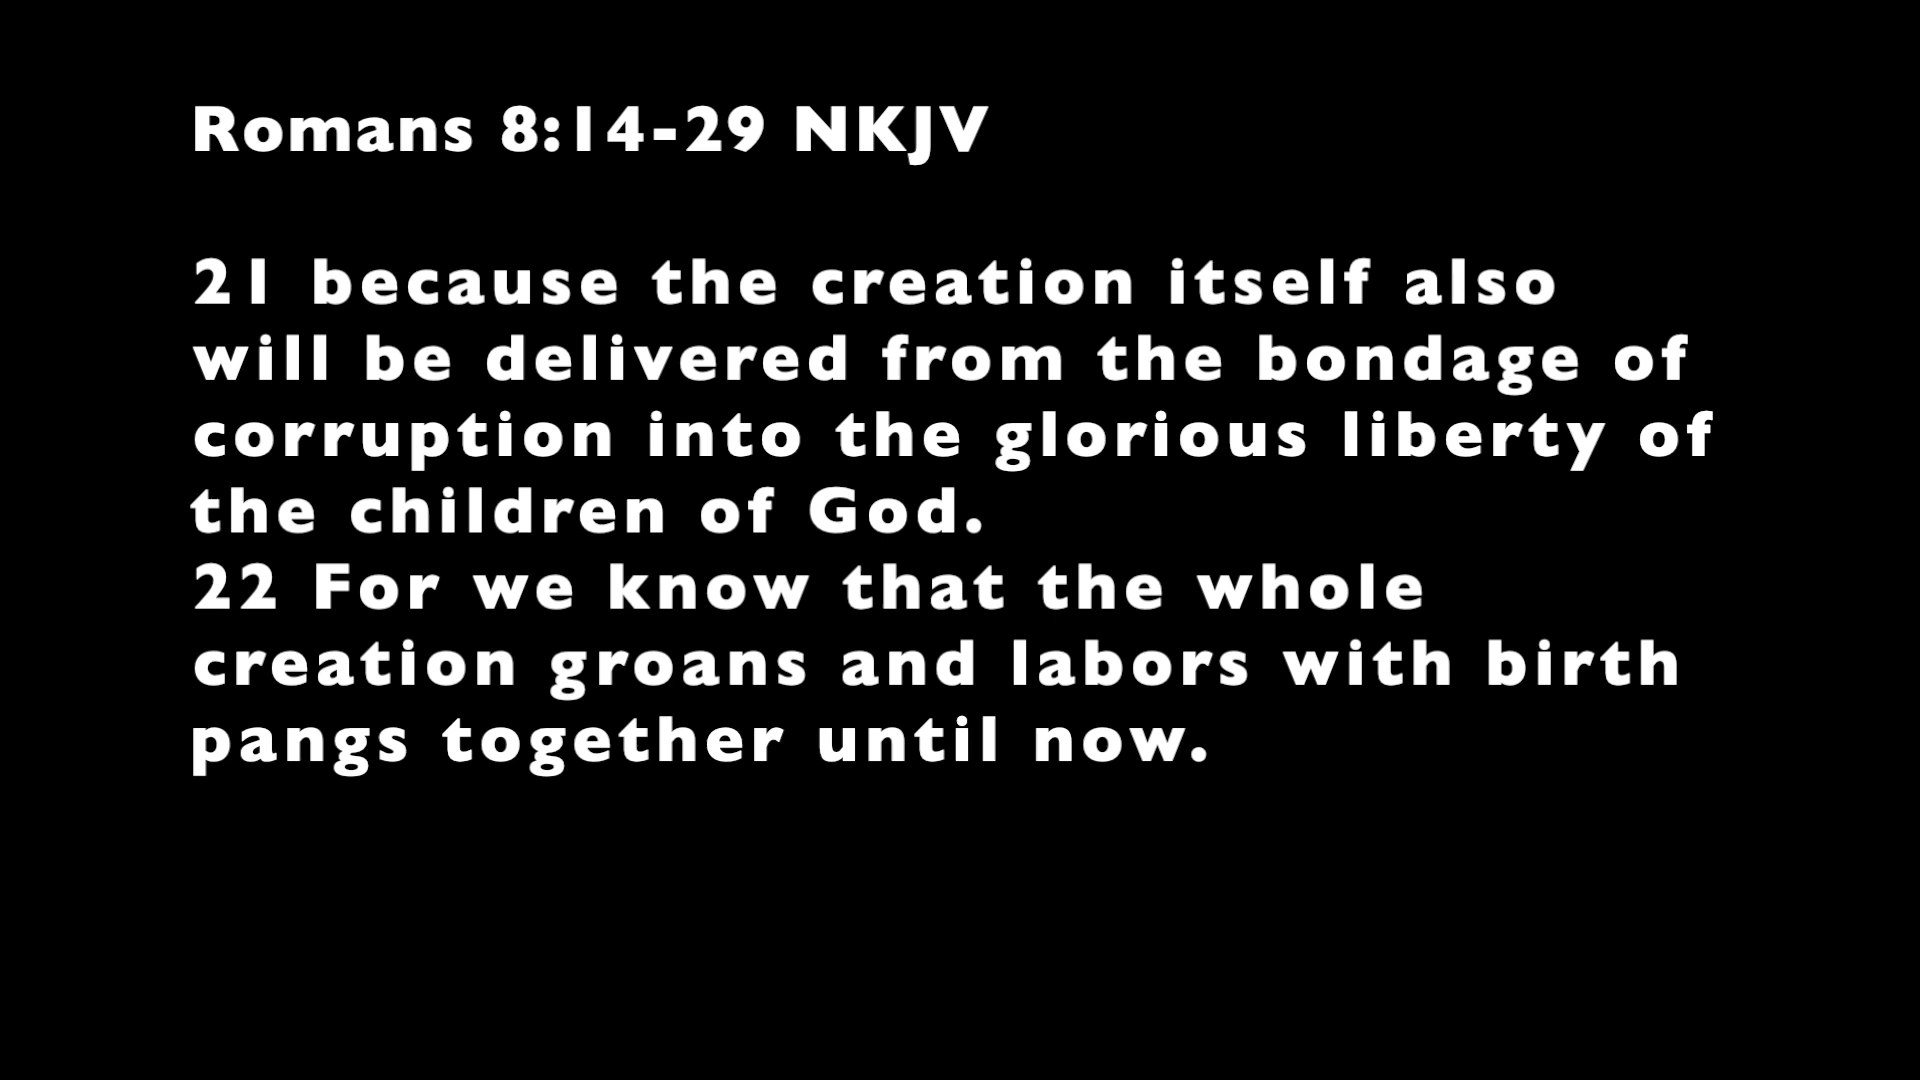 Romans 8:14-29 NKJV
21 because the creation itself also
will be delivered from the bondage of
corruption into the glorious liberty of
the children of God.
22 For we know that the whole
creation groans and labors with birth
pangs together until now.